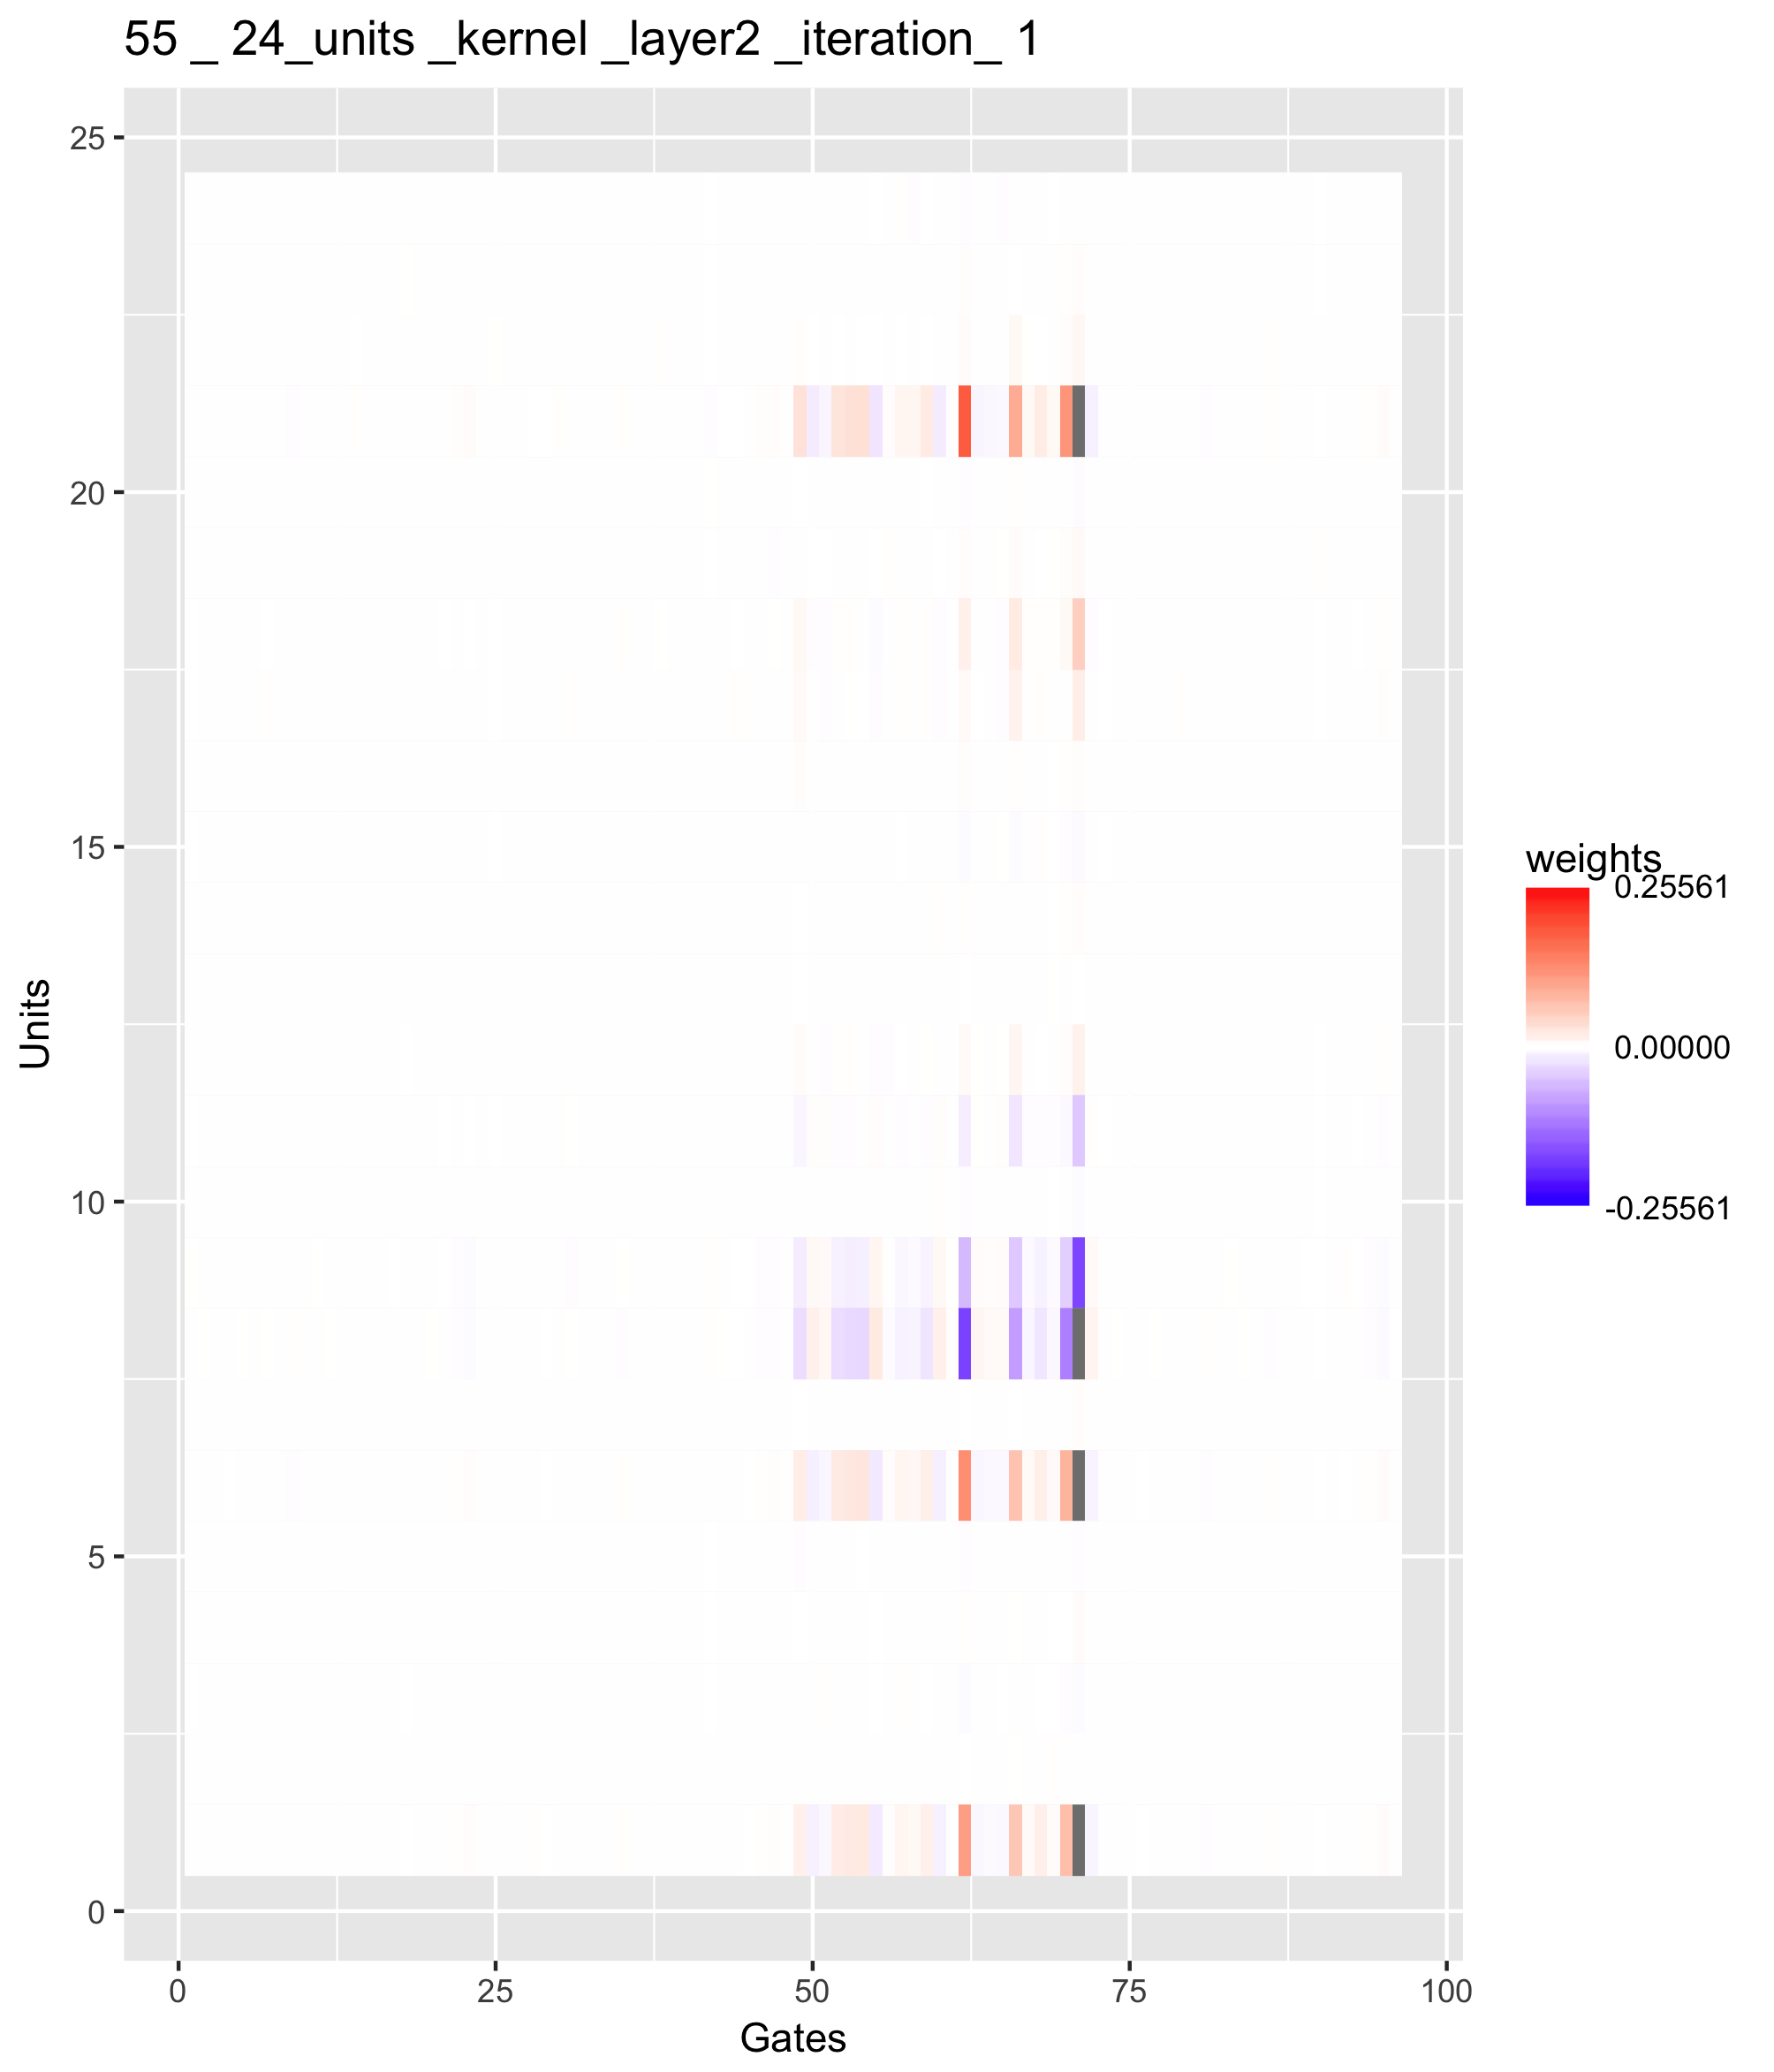 55 _ 24_units _kernel _layer2 _iteration_ 1
Units
25
20
15
10
5
0
0 25 50 75 100
Gates
weights
0.25561
0.00000
-0.25561